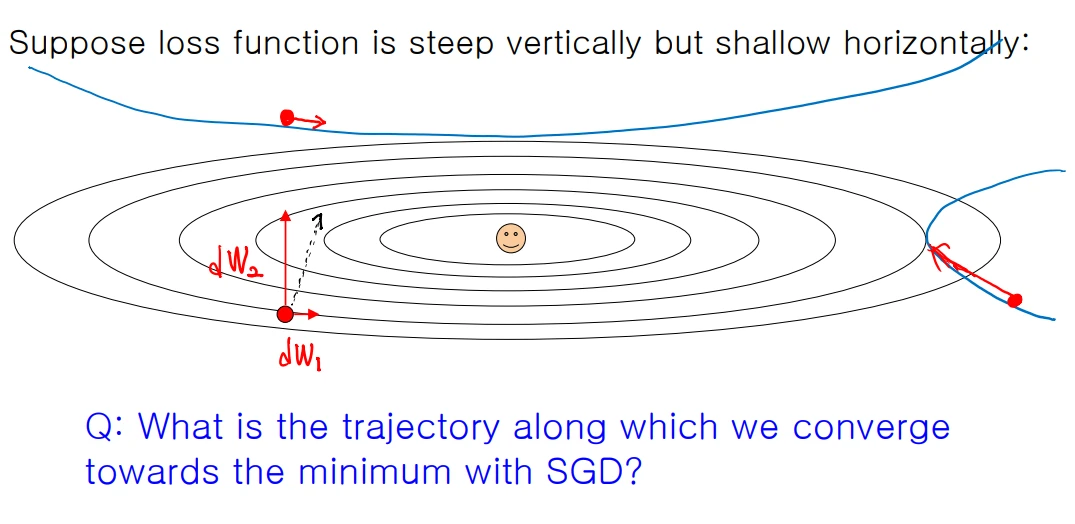 Suppose loss function is steep vertically but shallow horizontally:
dW₂
dW₁
Q: What is the trajectory along which we converge
towards the minimum with SGD?